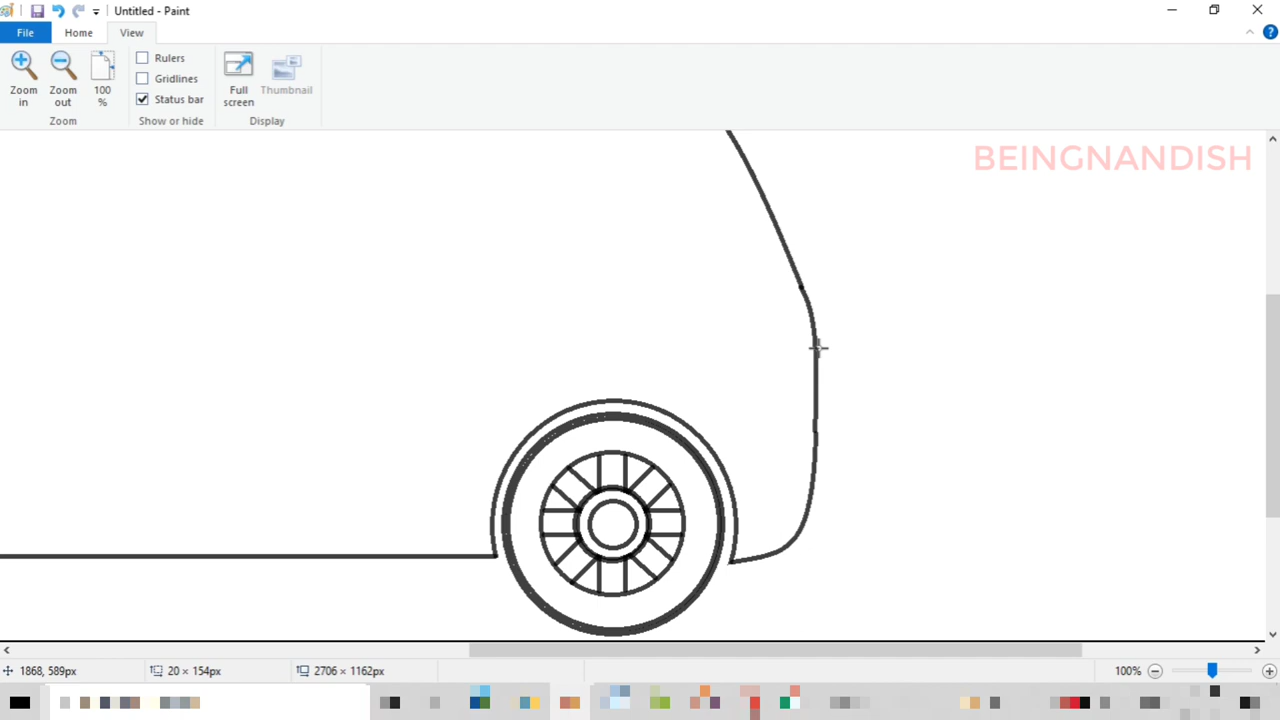 Untitled - Paint
File Home View
Zoom in
Zoom out
100 %
Rulers
Gridlines
Status bar
Full screen
Thumbnail
Zoom
Show or hide
Display
BEINGNANDISH
1868, 589px
20 × 154px
2706 × 1162px
100%